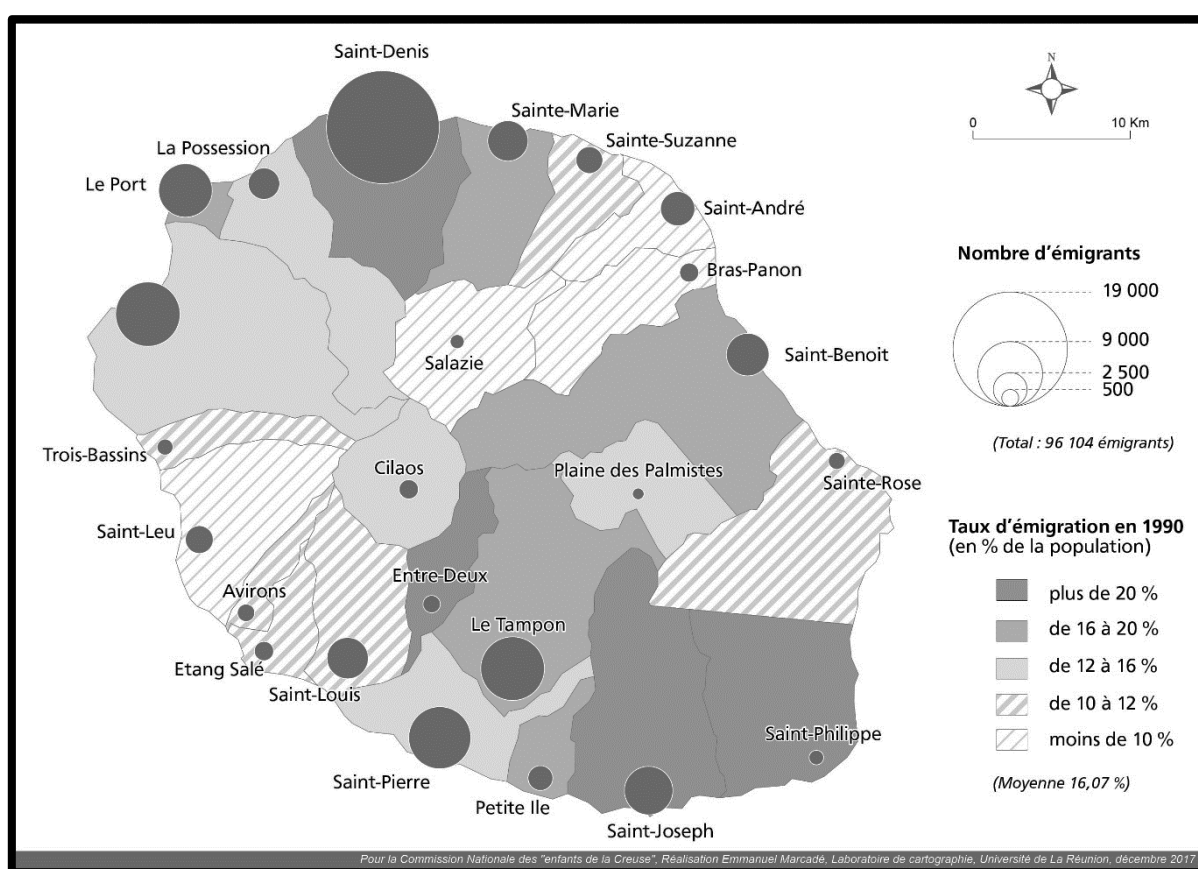 Saint-Denis
Sainte-Marie
La Possession
Sainte-Suzanne
Le Port
Saint-André
Bras-Panon
Salazie
Saint-Benoit
Trois-Bassins
Cilaos
Plaine des Palmistes
Sainte-Rose
Saint-Leu
Avirons
Entre-Deux
Le Tampon
Etang Salé
Saint-Louis
Saint-Philippe
Saint-Pierre
Petite Ile
Saint-Joseph
N
0 10 Km
Nombre d'émigrants
19 000
9 000
2 500
500
(Total : 96 104 émigrants)
Taux d'émigration en 1990
(en % de la population)
plus de 20 %
de 16 à 20 %
de 12 à 16 %
de 10 à 12 %
moins de 10 %
(Moyenne 16,07 %)
Pour la Commission Nationale des "enfants de la Creuse", Réalisation Emmanuel Marcadé, Laboratoire de cartographie, Université de La Réunion, décembre 2017